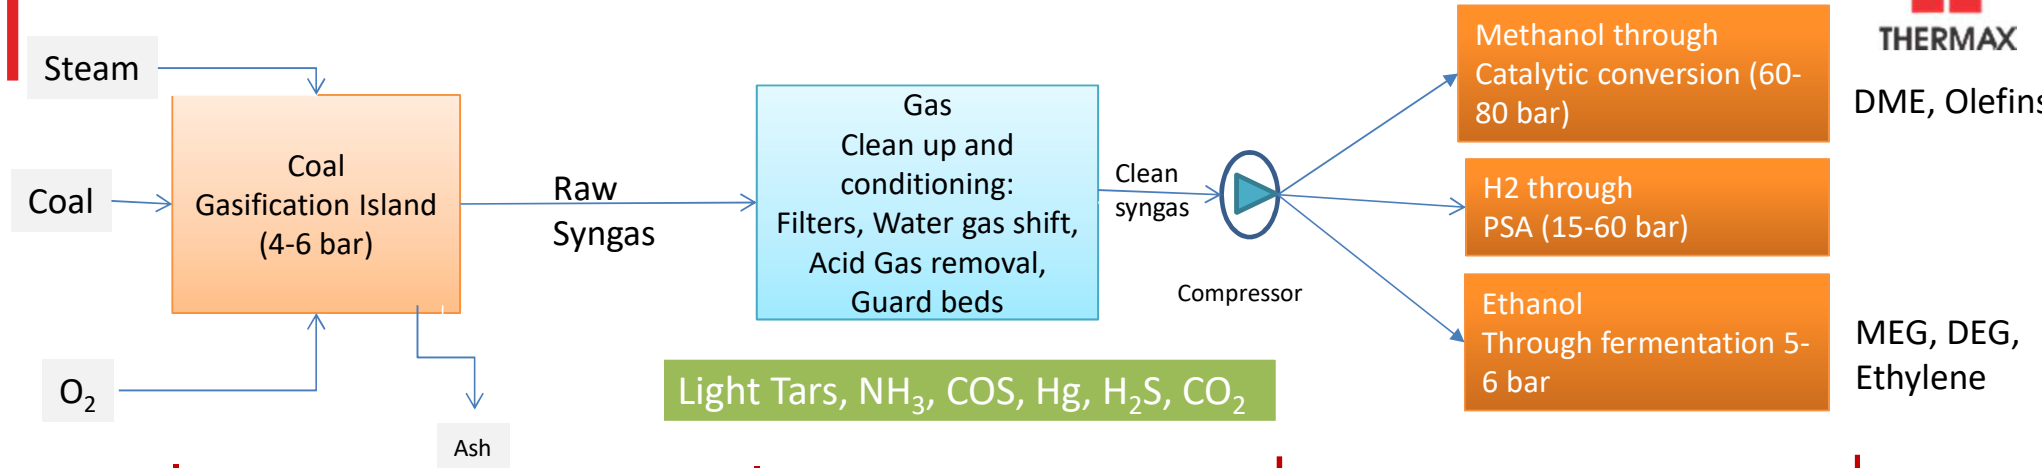 Steam
Coal
O₂
Coal
Gasification Island
(4-6 bar)
Ash
Raw
Syngas
Gas
Clean up and
conditioning:
Filters, Water gas shift,
Acid Gas removal,
Guard beds
Light Tars, NH₃, COS, Hg, H₂S, CO₂
Clean
syngas
Compressor
Methanol through
Catalytic conversion (60-
80 bar)
H2 through
PSA (15-60 bar)
Ethanol
Through fermentation 5-
6 bar
THERMAX
DME, Olefins
MEG, DEG,
Ethylene